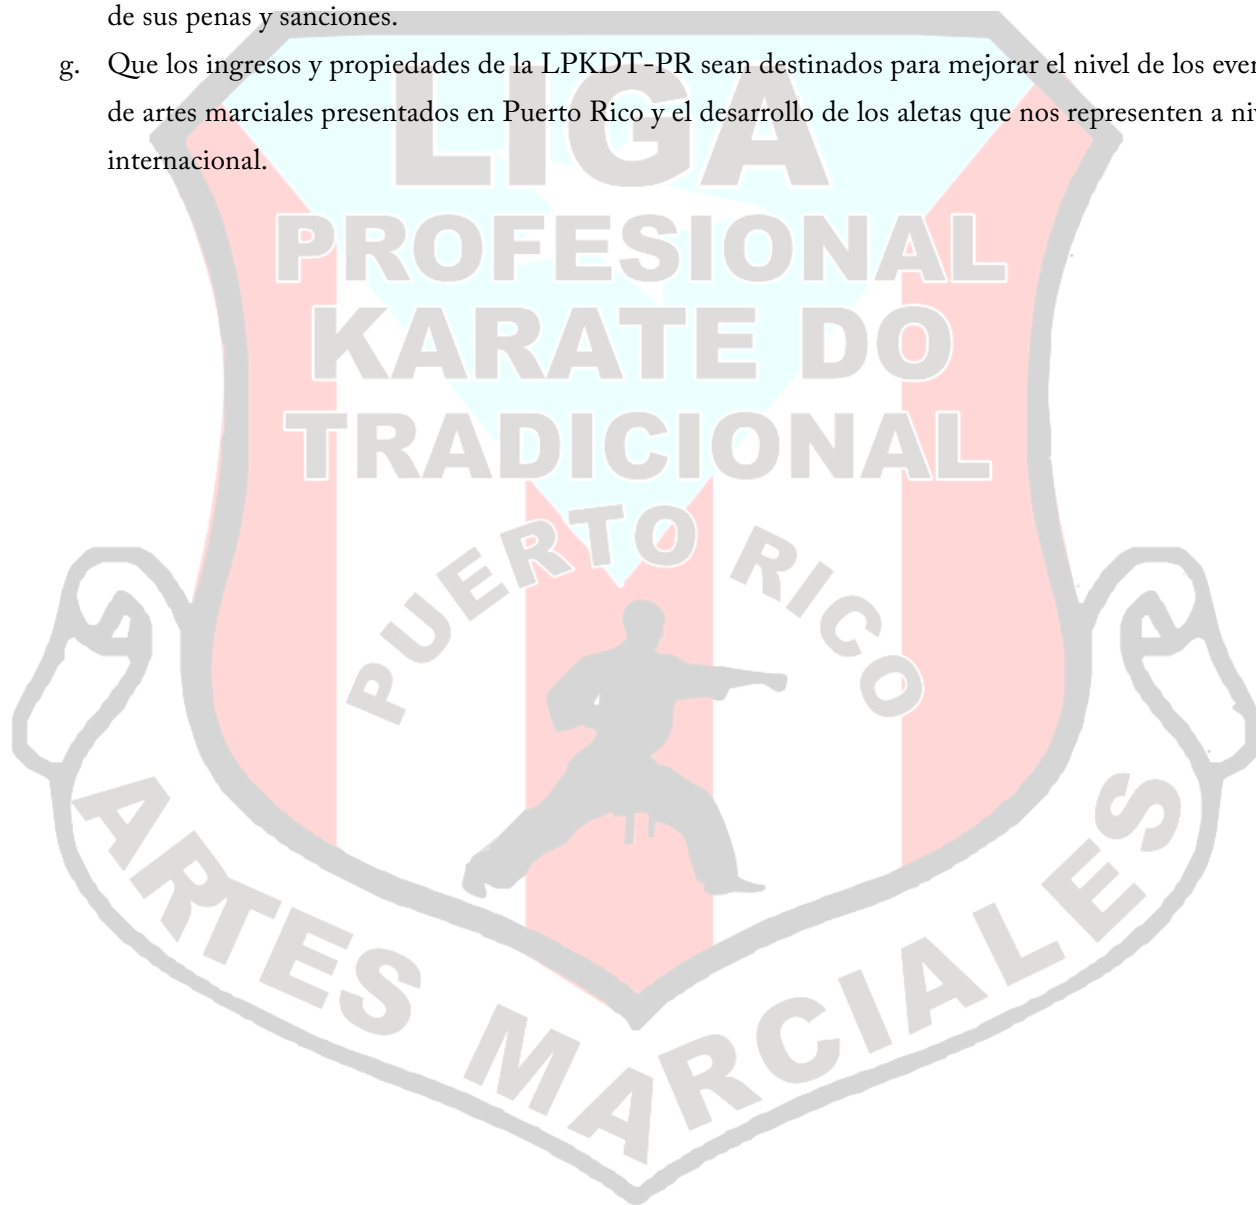 de sus penas y sanciones.
g. Que los ingresos y propiedades de la LPKDT-PR sean destinados para mejorar el nivel de los
de artes marciales presentados en Puerto Rico y el desarrollo de los aletas que nos representen a
internacional.
LIGA
PROFESIONAL
KARATE DO
TRADICIONAL
PUERTO RICO
ARTES MARCIALES